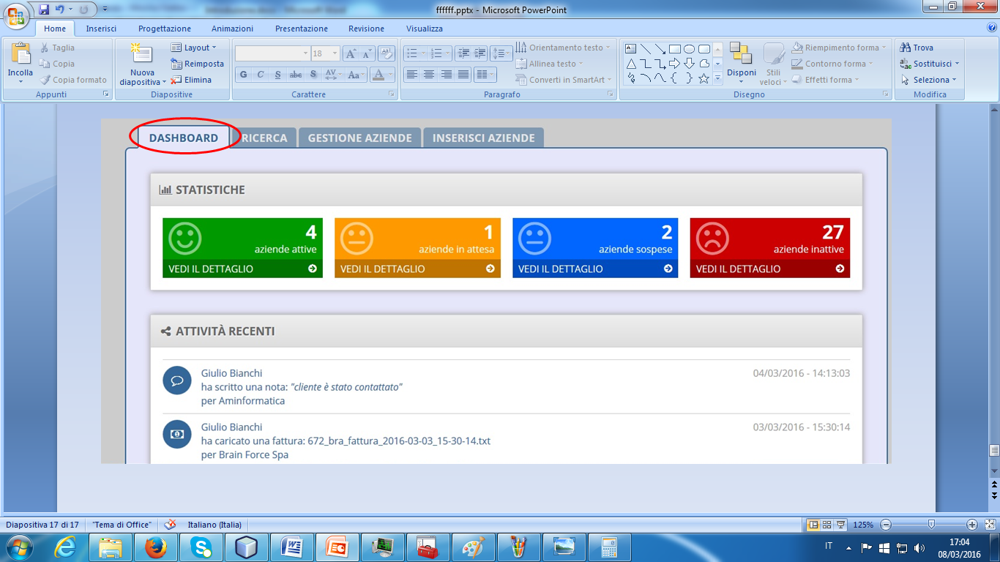 ffffff.pptx - Microsoft PowerPoint
Home Inserisci Progettazione Animazioni Presentazione Revisione Visualizza
Incolla
Taglia
Copia
Copia formato
Appunti
Nuova diapositiva
Layout
Reimposta
Elimina
Diapositive
18
G C S abc S AV Aa A
Carattere
Paragrafo
Orientamento testo
Allinea testo
Converti in SmartArt
Disponi
Stili veloci
Riempimento forma
Contorno forma
Effetti forma
Disegno
Trova
Sostituisci
Seleziona
Modifica
DASHBOARD RICERCA GESTIONE AZIENDE INSERISCI AZIENDE
STATISTICHE
4
aziende attive
VEDI IL DETTAGLIO
1
aziende in attesa
VEDI IL DETTAGLIO
2
aziende sospese
VEDI IL DETTAGLIO
27
aziende inattive
VEDI IL DETTAGLIO
ATTIVITÀ RECENTI
Giulio Bianchi 04/03/2016 - 14:13:03
ha scritto una nota: "cliente è stato contattato"
per Aminformatica
Giulio Bianchi 03/03/2016 - 15:30:14
ha caricato una fattura: 672_bra_fattura_2016-03-03_15-30-14.txt
per Brain Force Spa
Diapositiva 17 di 17 "Tema di Office" Italiano (Italia) 125%
IT 17:04
08/03/2016